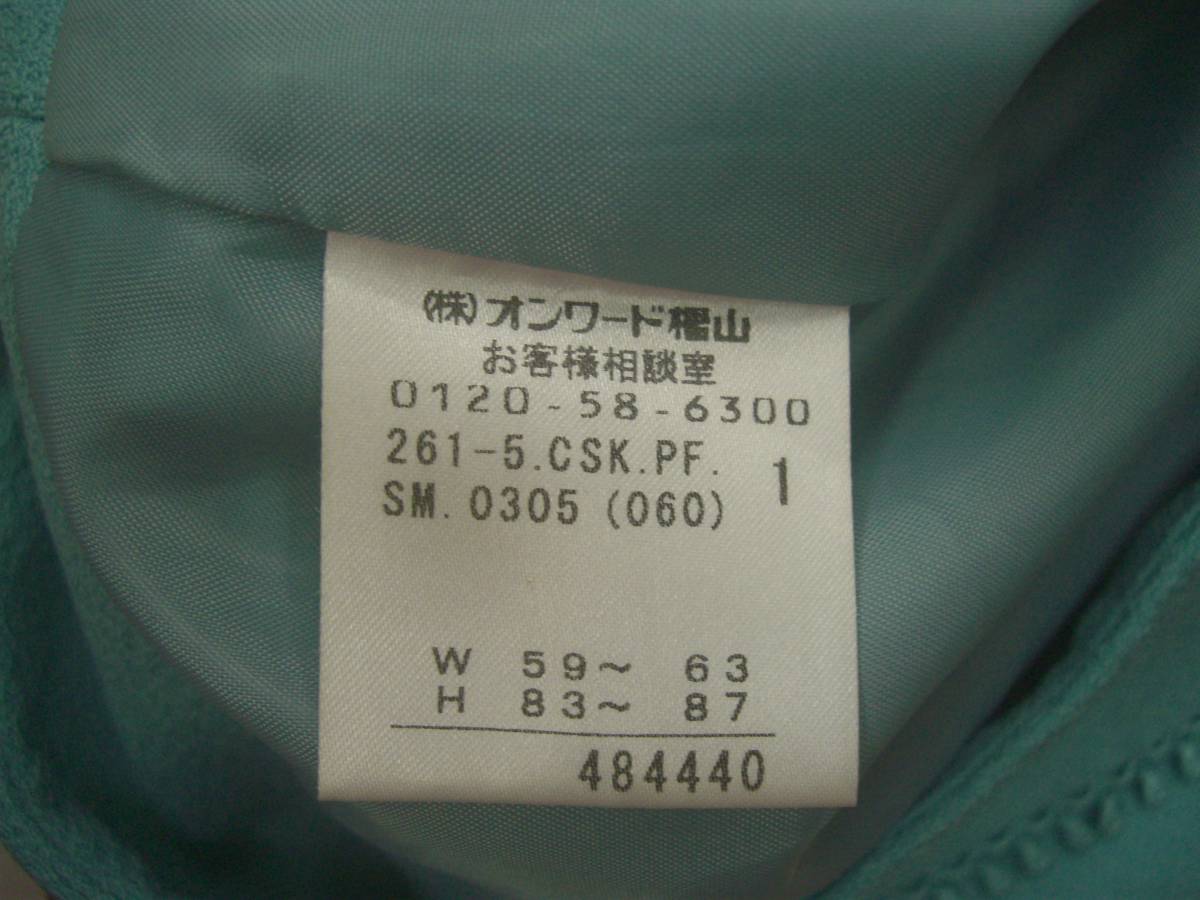 (株)オンワード樫山
お客様相談室
0120-58-6300
261-5.CSK.PF. 1
SM. 0305 (060)
W 59~ 63
H 83~ 87
484440